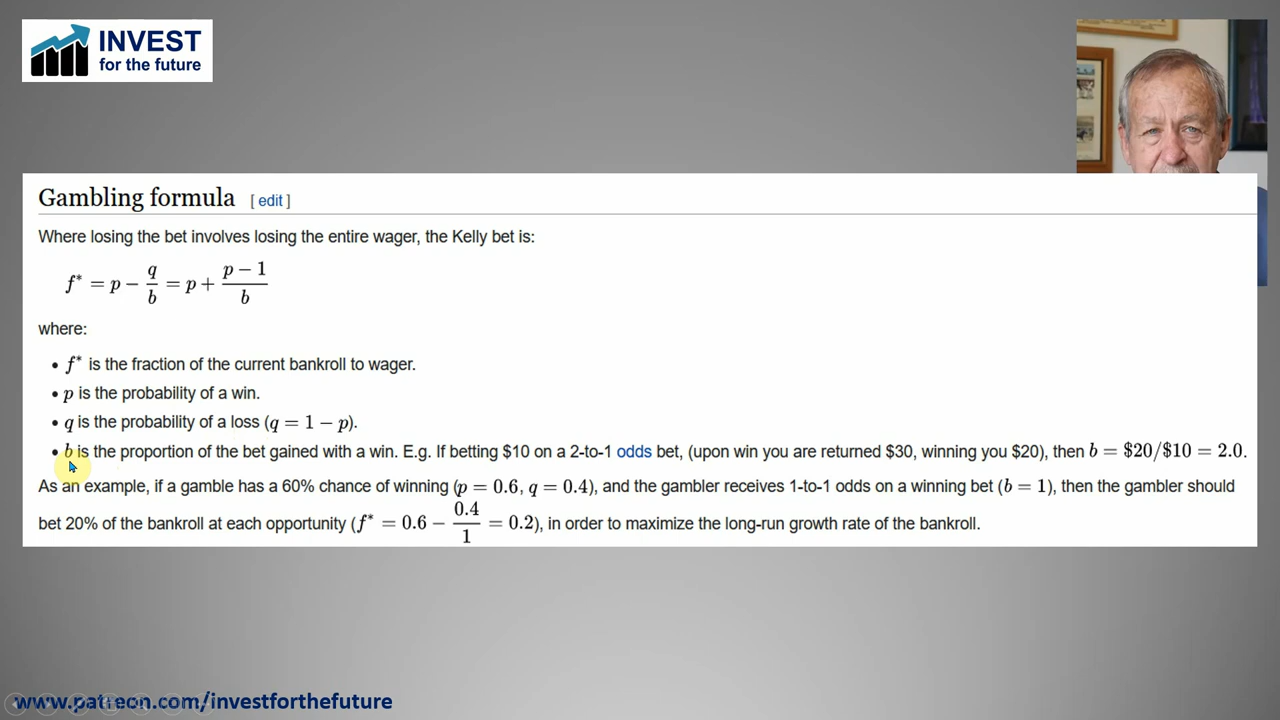 INVEST
for the future
Gambling formula [ edit ]
Where losing the bet involves losing the entire wager, the Kelly bet is:
f* = p − q/b = p + (p − 1)/b
where:
• f* is the fraction of the current bankroll to wager.
• p is the probability of a win.
• q is the probability of a loss (q = 1 − p).
• b is the proportion of the bet gained with a win. E.g. If betting $10 on a 2-to-1 odds bet, (upon win you are returned $30, winning you $20), then b = $20/$10 = 2.0.
As an example, if a gamble has a 60% chance of winning (p = 0.6, q = 0.4), and the gambler receives 1-to-1 odds on a winning bet (b = 1), then the gambler should
bet 20% of the bankroll at each opportunity (f* = 0.6 − 0.4/1 = 0.2), in order to maximize the long-run growth rate of the bankroll.
www.patreon.com/investforthefuture